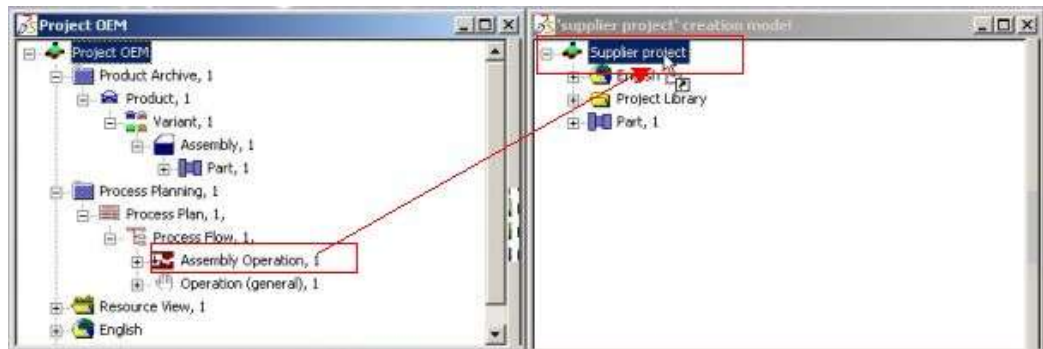 Project OEM
Project OEM
Product Archive, 1
Product, 1
Variant, 1
Assembly, 1
Part, 1
Process Planning, 1
Process Plan, 1,
Process Flow, 1,
Assembly Operation, 1
Operation (general), 1
Resource View, 1
English
'supplier project' creation model
Supplier project
English
Project Library
Part, 1